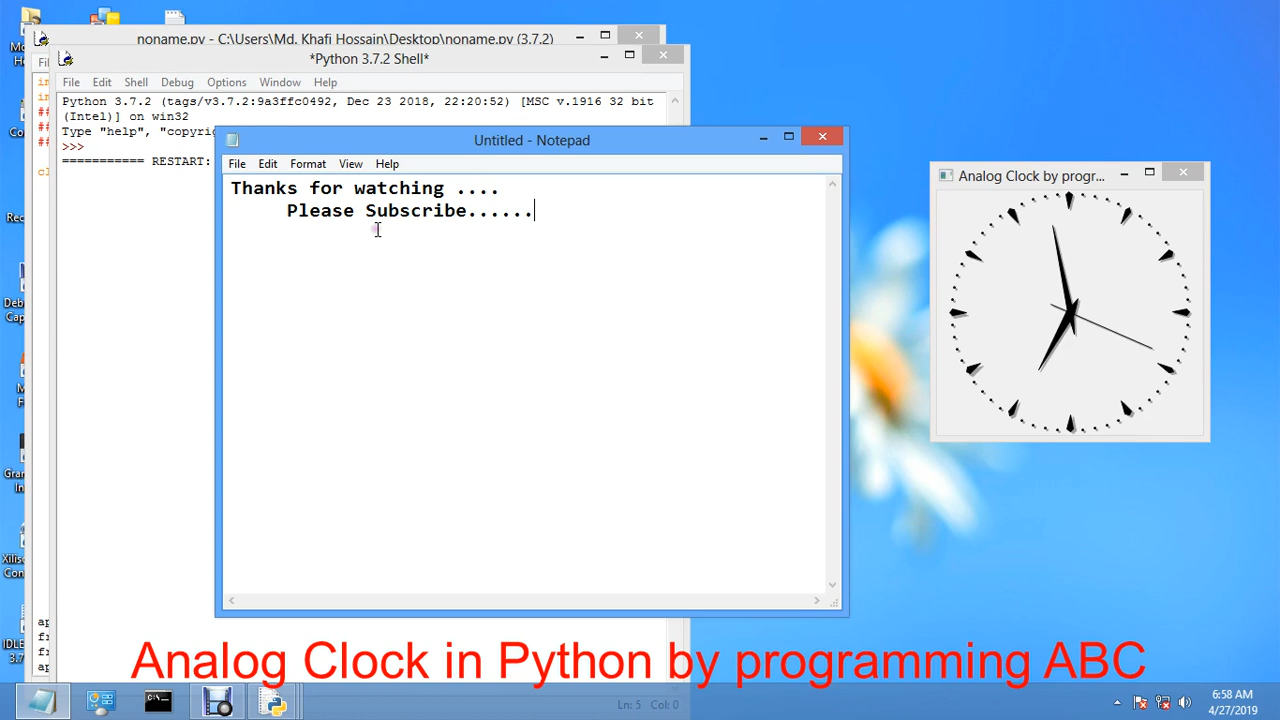 noname.py - C:\Users\Md. Khafi Hossain\Desktop\noname.py (3.7.2)
*Python 3.7.2 Shell*
File Edit Shell Debug Options Window Help
Python 3.7.2 (tags/v3.7.2:9a3ffc0492, Dec 23 2018, 22:20:52) [MSC v.1916 32 bit
(Intel)] on win32
Type "help", "copyri
>>>
=========== RESTART:
Untitled - Notepad
File Edit Format View Help
Thanks for watching ....
Please Subscribe......
Analog Clock by progr...
Analog Clock in Python by programming ABC
Ln: 5 Col: 0
6:58 AM
4/27/2019